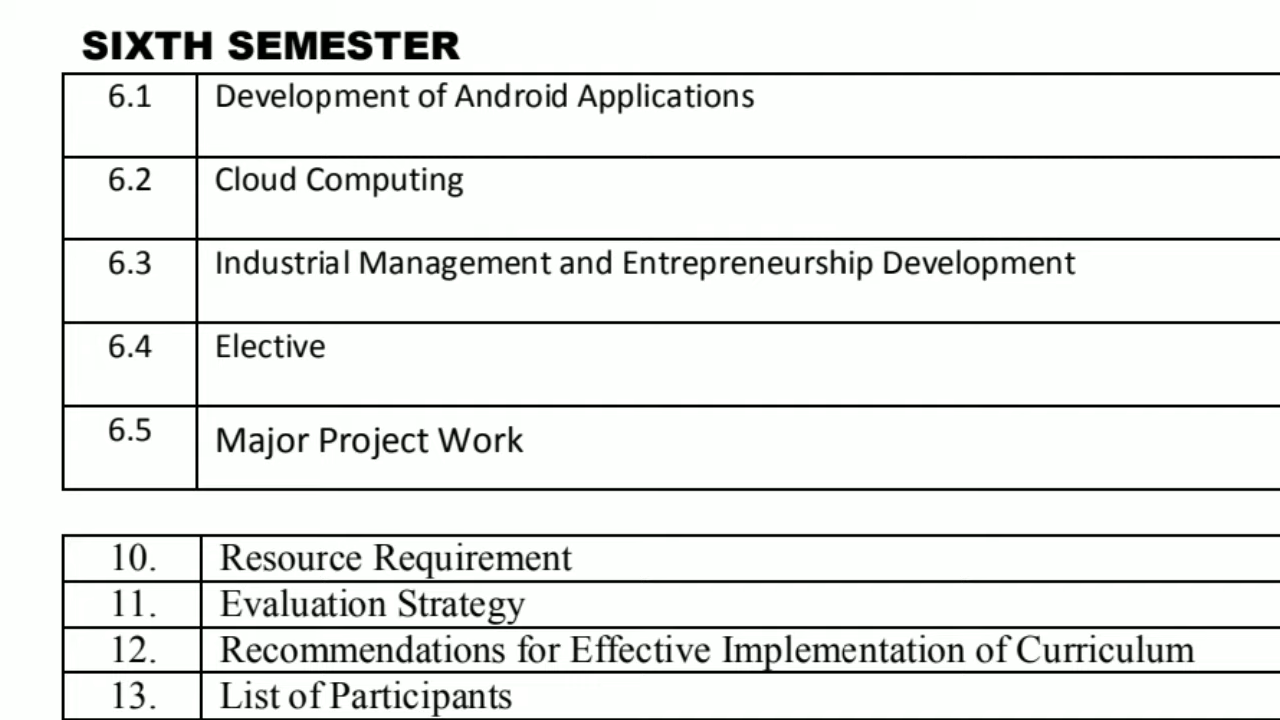 SIXTH SEMESTER
6.1 Development of Android Applications
6.2 Cloud Computing
6.3 Industrial Management and Entrepreneurship Development
6.4 Elective
6.5 Major Project Work
10. Resource Requirement
11. Evaluation Strategy
12. Recommendations for Effective Implementation of Curriculum
13. List of Participants